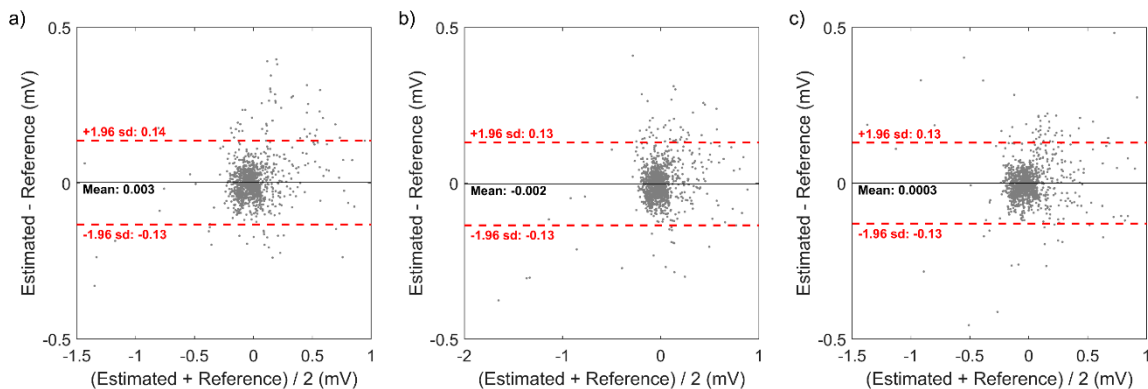 a)
0.5
Estimated - Reference (mV)
+1.96 sd: 0.14
0
Mean: 0.003
-1.96 sd: -0.13
-0.5
-1.5 -1 -0.5 0 0.5 1
(Estimated + Reference) / 2 (mV)
b)
0.5
Estimated - Reference (mV)
+1.96 sd: 0.13
0
Mean: -0.002
-1.96 sd: -0.13
-0.5
-2 -1 0 1
(Estimated + Reference) / 2 (mV)
c)
0.5
Estimated - Reference (mV)
+1.96 sd: 0.13
0
Mean: 0.0003
-1.96 sd: -0.13
-0.5
-1.5 -1 -0.5 0 0.5 1
(Estimated + Reference) / 2 (mV)